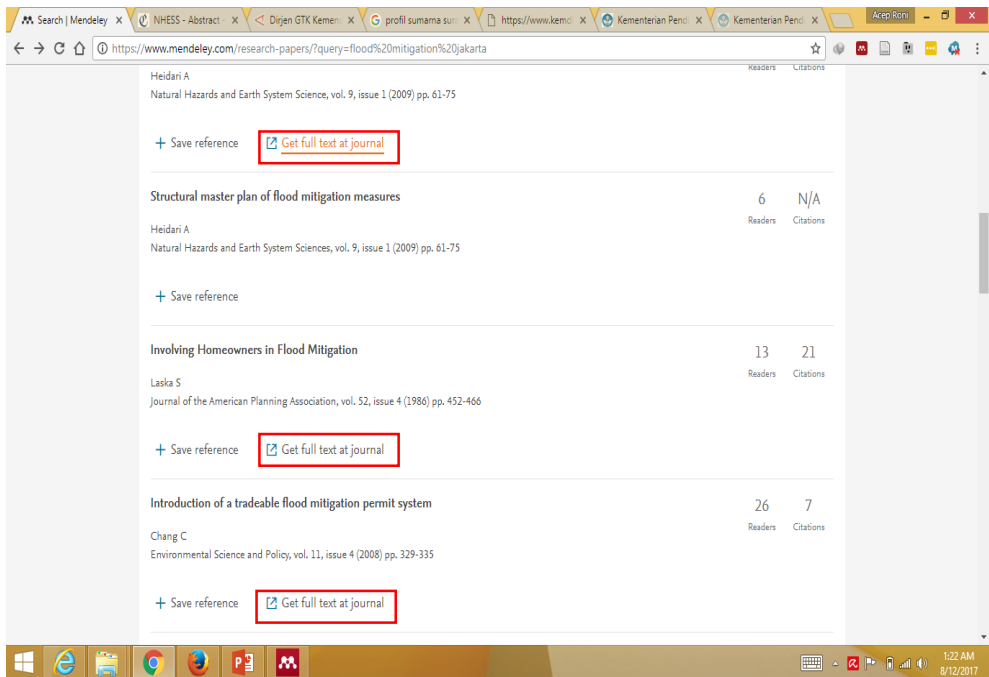 Search | Mendeley
NHESS - Abstract -
Dirjen GTK Kemen
profil sumarna sura
https://www.kemdi
Kementerian Pendi
Kementerian Pendi
Acep Roni
https://www.mendeley.com/research-papers/?query=flood%20mitigation%20jakarta
Readers Citations
Heidari A
Natural Hazards and Earth System Science, vol. 9, issue 1 (2009) pp. 61-75
+ Save reference Get full text at journal
Structural master plan of flood mitigation measures 6 N/A
Readers Citations
Heidari A
Natural Hazards and Earth System Sciences, vol. 9, issue 1 (2009) pp. 61-75
+ Save reference
Involving Homeowners in Flood Mitigation 13 21
Readers Citations
Laska S
Journal of the American Planning Association, vol. 52, issue 4 (1986) pp. 452-466
+ Save reference Get full text at journal
Introduction of a tradeable flood mitigation permit system 26 7
Readers Citations
Chang C
Environmental Science and Policy, vol. 11, issue 4 (2008) pp. 329-335
+ Save reference Get full text at journal
1:22 AM
8/12/2017